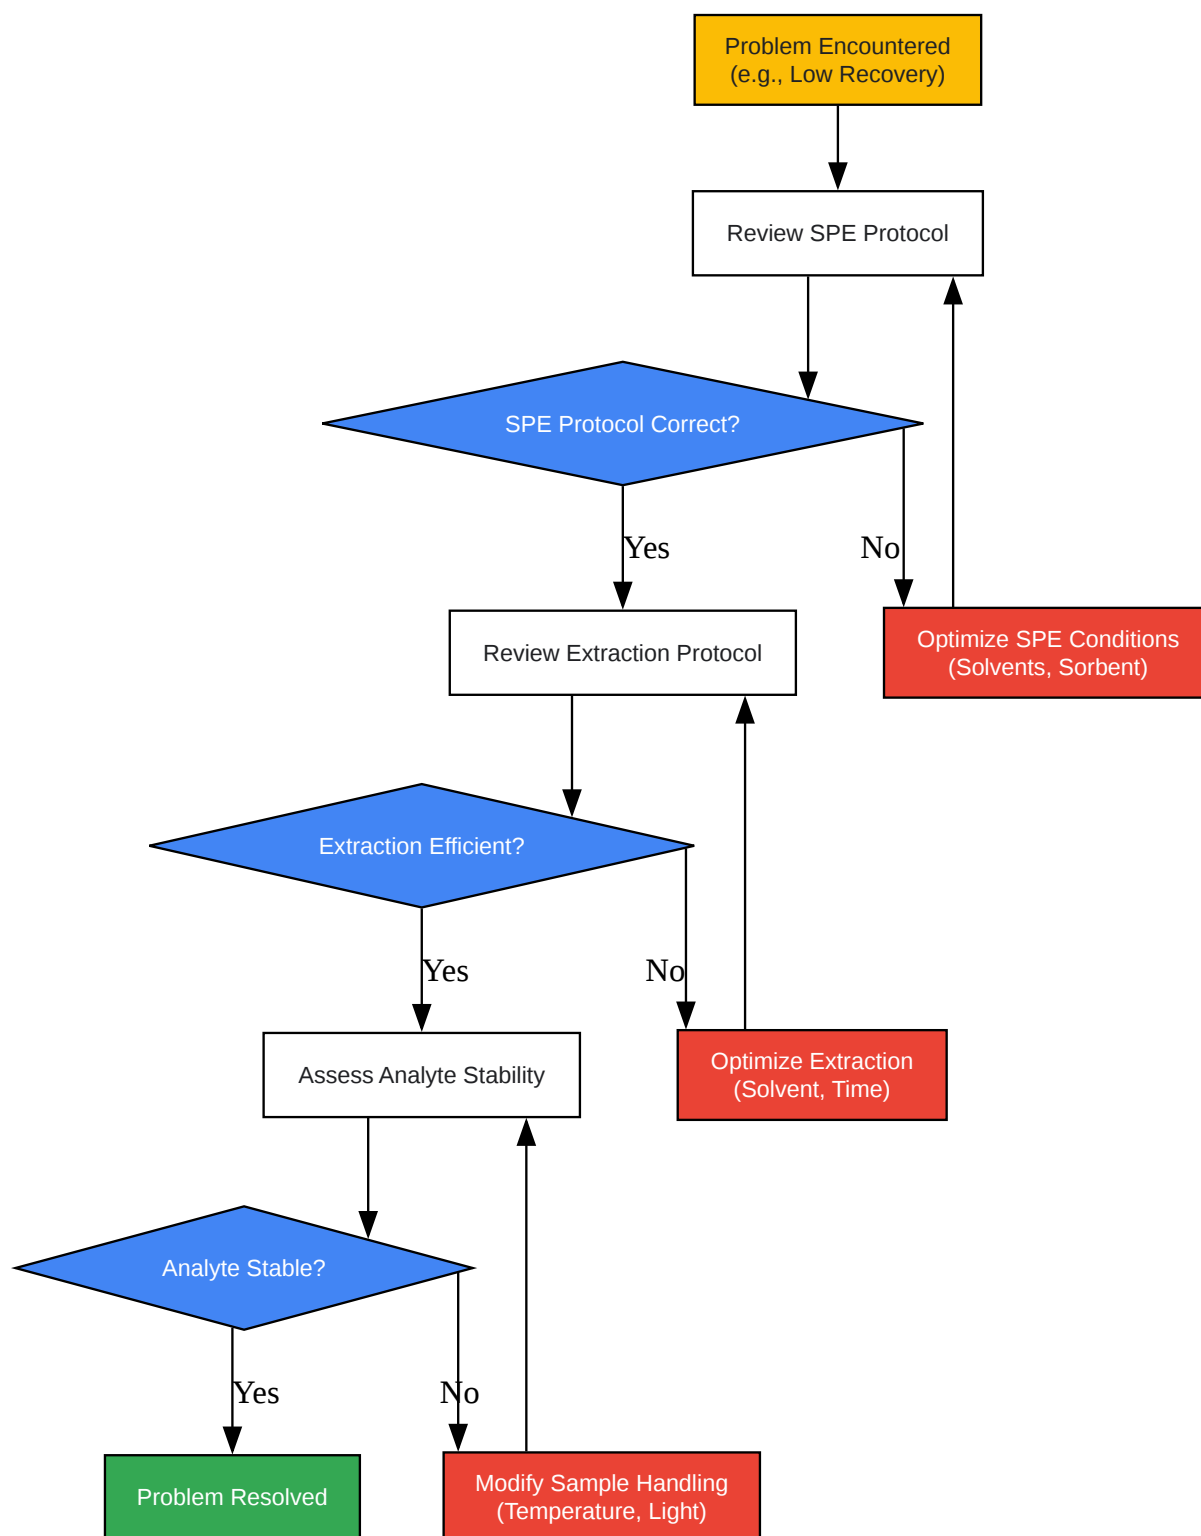 Problem Encountered
(e.g., Low Recovery)
Review SPE Protocol
SPE Protocol Correct?
Yes
No
Review Extraction Protocol
Optimize SPE Conditions
(Solvents, Sorbent)
Extraction Efficient?
Yes
No
Assess Analyte Stability
Optimize Extraction
(Solvent, Time)
Analyte Stable?
Yes
No
Problem Resolved
Modify Sample Handling
(Temperature, Light)